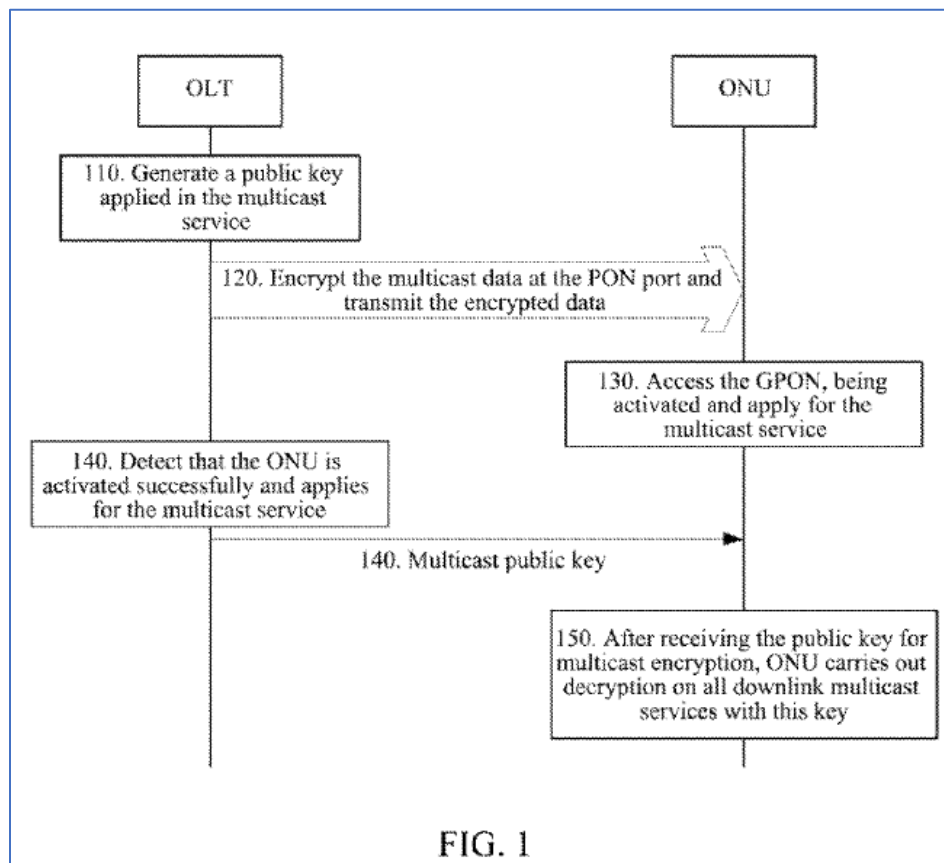 OLT
ONU
110. Generate a public key
applied in the multicast
service
120. Encrypt the multicast data at the PON port and
transmit the encrypted data
130. Access the GPON, being
activated and apply for the
multicast service
140. Detect that the ONU is
activated successfully and applies
for the multicast service
140. Multicast public key
150. After receiving the public key for
multicast encryption, ONU carries out
decryption on all downlink multicast
services with this key
FIG. 1